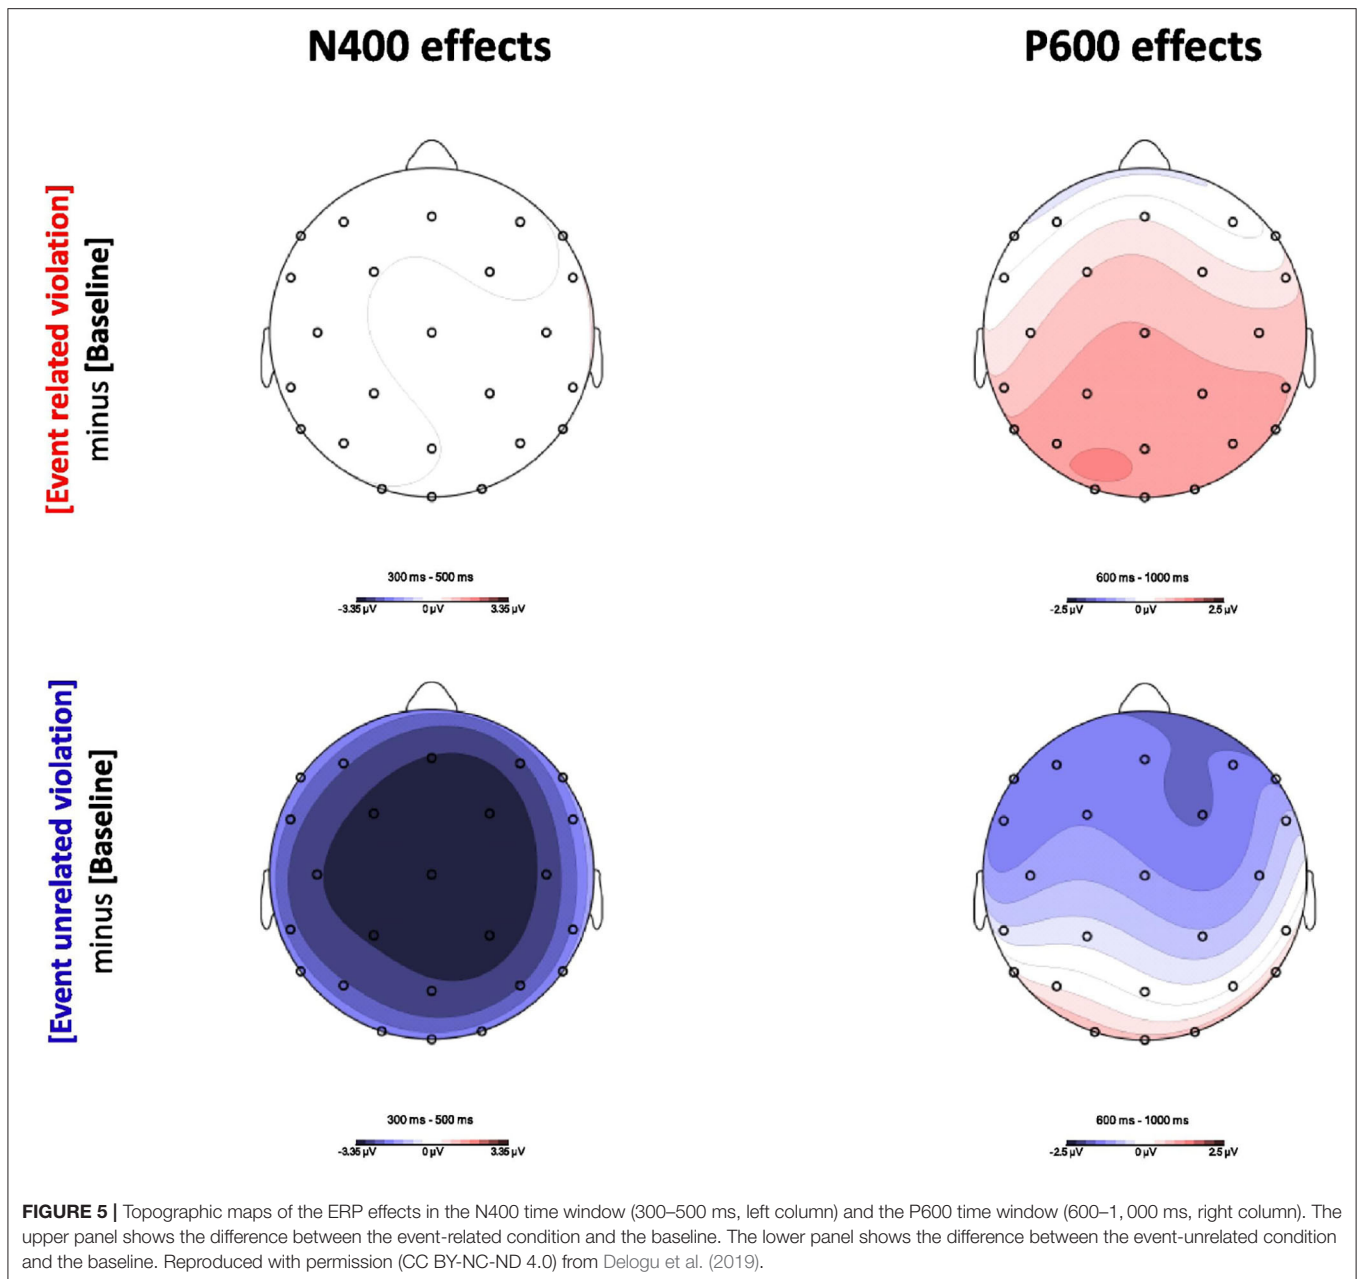 N400 effects
P600 effects
[Event related violation]
minus [Baseline]
300 ms - 500 ms
-3.35 µV 0 µV 3.35 µV
600 ms - 1000 ms
-2.5 µV 0 µV 2.5 µV
[Event unrelated violation]
minus [Baseline]
300 ms - 500 ms
-3.35 µV 0 µV 3.35 µV
600 ms - 1000 ms
-2.5 µV 0 µV 2.5 µV
FIGURE 5 | Topographic maps of the ERP effects in the N400 time window (300–500 ms, left column) and the P600 time window (600–1, 000 ms, right column). The
upper panel shows the difference between the event-related condition and the baseline. The lower panel shows the difference between the event-unrelated condition
and the baseline. Reproduced with permission (CC BY-NC-ND 4.0) from Delogu et al. (2019).